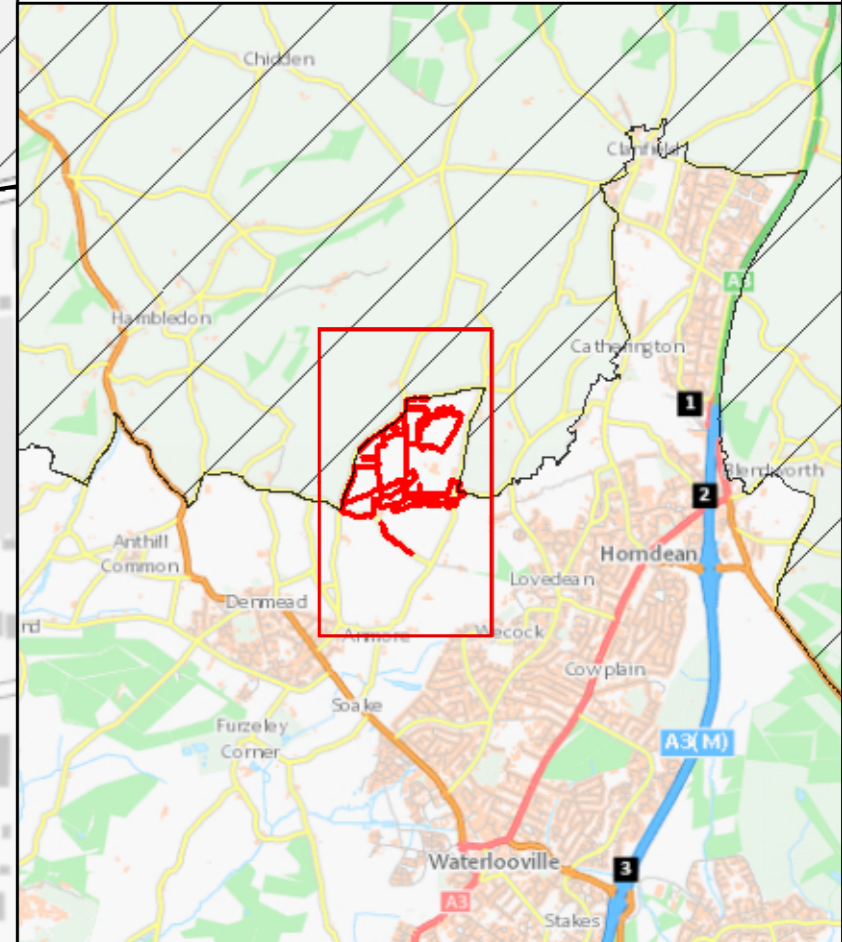 Chidden
Clanfield
A3
Hambledon
Catherington
1
Blendworth
2
Anthill
Common
Horndean
Lovedean
Denmead
nd
Anmore
Wecock
Cowplain
Soake
Furzeley
Corner
A3(M)
Waterlooville
3
A3
Stakes